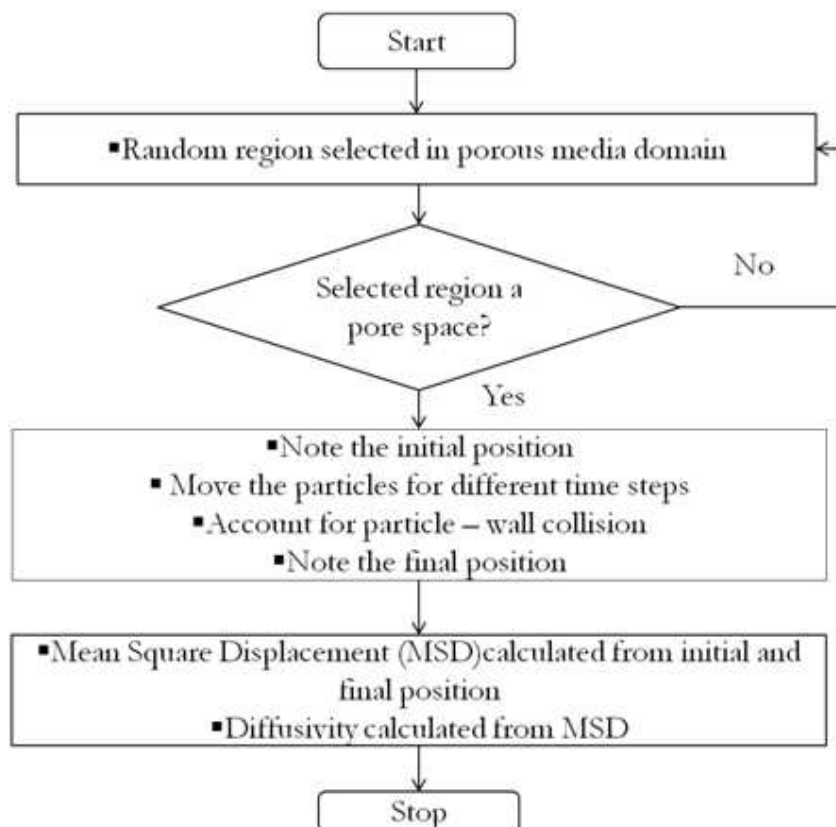 Start
▪Random region selected in porous media domain
Selected region a
pore space?
No
Yes
▪Note the initial position
▪ Move the particles for different time steps
▪Account for particle – wall collision
▪Note the final position
▪Mean Square Displacement (MSD)calculated from initial and
final position
▪Diffusivity calculated from MSD
Stop